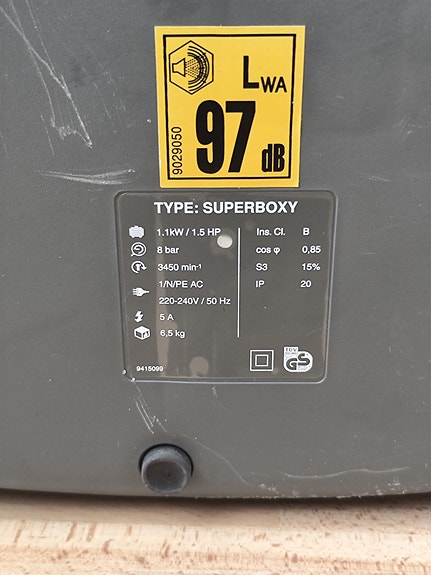 LWA
97 dB
9029050
TYPE: SUPERBOXY
1.1kW / 1.5 HP
8 bar
3450 min-¹
1/N/PE AC
220-240V / 50 Hz
5 A
6,5 kg
Ins. Cl. B
cos φ 0,85
S3 15%
IP 20
9415099
TÜV
GS